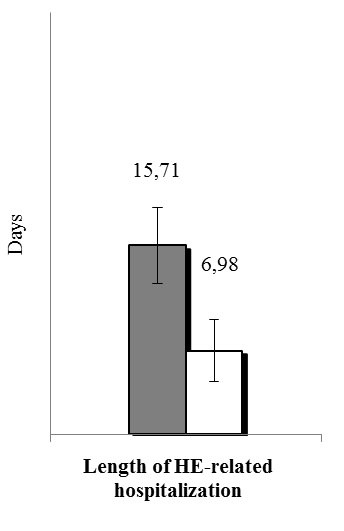 15,71
6,98
Days
Length of HE-related
hospitalization